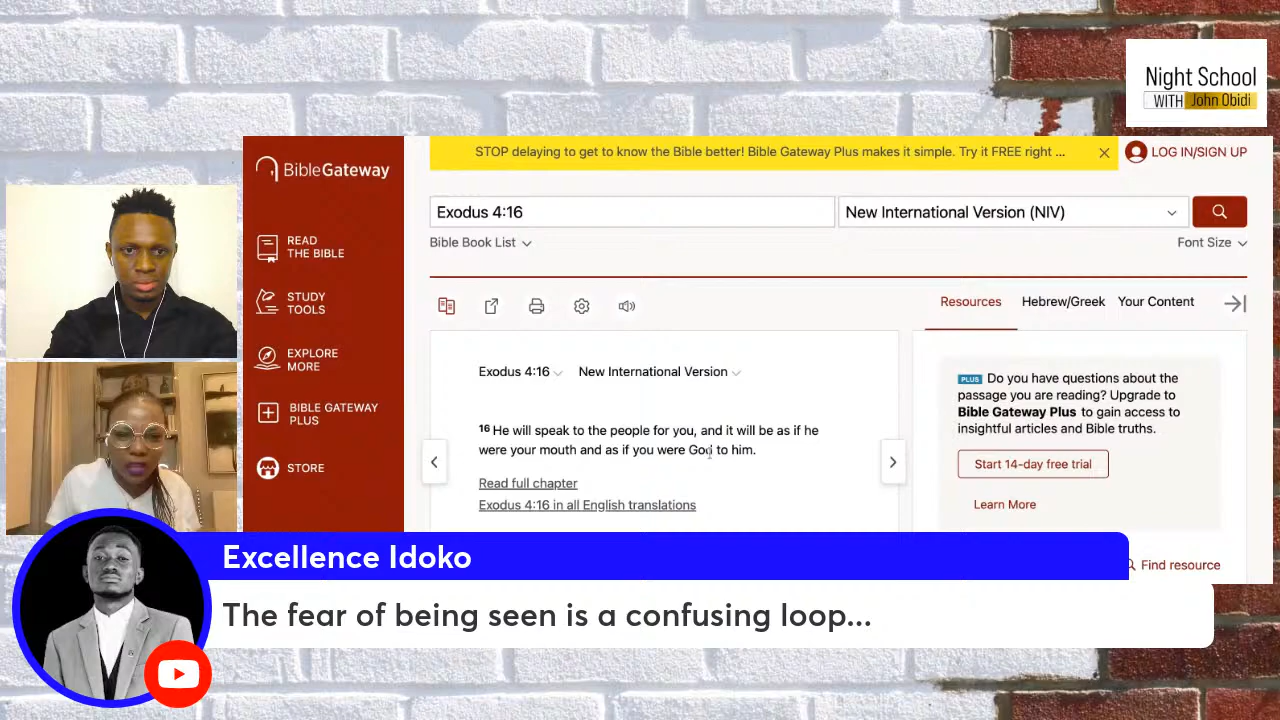 Night School
WITH John Obidi
STOP delaying to get to know the Bible better! Bible Gateway Plus makes it simple. Try it FREE right ...
LOG IN/SIGN UP
BibleGateway
Exodus 4:16
New International Version (NIV)
Bible Book List
Font Size
READ
THE BIBLE
STUDY
TOOLS
EXPLORE
MORE
BIBLE GATEWAY
PLUS
STORE
Resources
Hebrew/Greek
Your Content
Exodus 4:16
New International Version
16 He will speak to the people for you, and it will be as if he
were your mouth and as if you were God to him.
Read full chapter
Exodus 4:16 in all English translations
PLUS Do you have questions about the
passage you are reading? Upgrade to
Bible Gateway Plus to gain access to
insightful articles and Bible truths.
Start 14-day free trial
Learn More
Find resource
Excellence Idoko
The fear of being seen is a confusing loop...